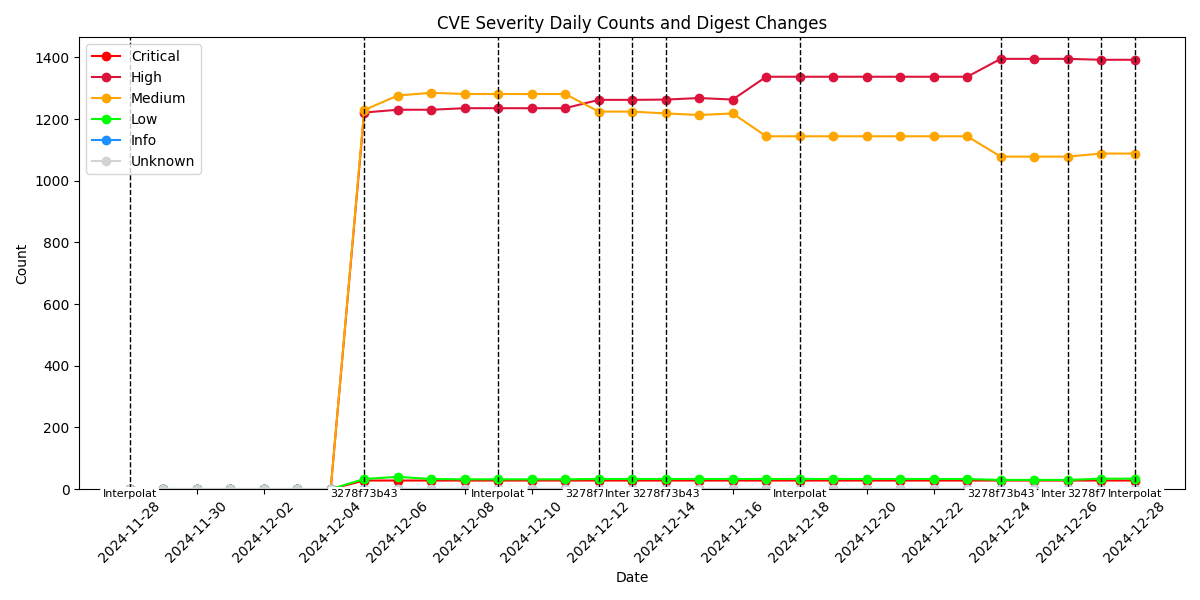 CVE Severity Daily Counts and Digest Changes
Critical
High
Medium
Low
Info
Unknown
1400
1200
1000
800
600
400
200
0
Count
Interpolat
3278f73b43
Interpolat
3278f7
Inter
3278f73b43
Interpolat
3278f73b43
Inter
3278f7
Interpolat
2024-11-28
2024-11-30
2024-12-02
2024-12-04
2024-12-06
2024-12-08
2024-12-10
2024-12-12
2024-12-14
2024-12-16
2024-12-18
2024-12-20
2024-12-22
2024-12-24
2024-12-26
2024-12-28
Date